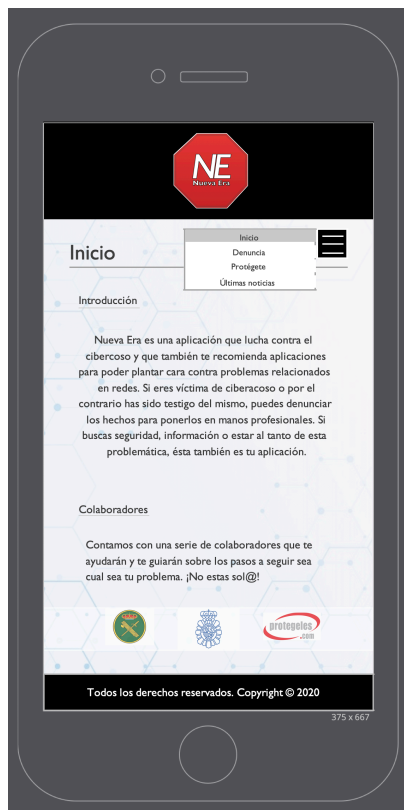 NE
Nueva Era
Inicio
Inicio
Denuncia
Protégete
Últimas noticias
Introducción
Nueva Era es una aplicación que lucha contra el
cibercoso y que también te recomienda aplicaciones
para poder plantar cara contra problemas relacionados
en redes. Si eres víctima de ciberacoso o por el
contrario has sido testigo del mismo, puedes denunciar
los hechos para ponerlos en manos profesionales. Si
buscas seguridad, información o estar al tanto de esta
problemática, ésta también es tu aplicación.
Colaboradores
Contamos con una serie de colaboradores que te
ayudarán y te guiarán sobre los pasos a seguir sea
cual sea tu problema. ¡No estas sol@!
protegeles
.com
Todos los derechos reservados. Copyright © 2020
375 x 667